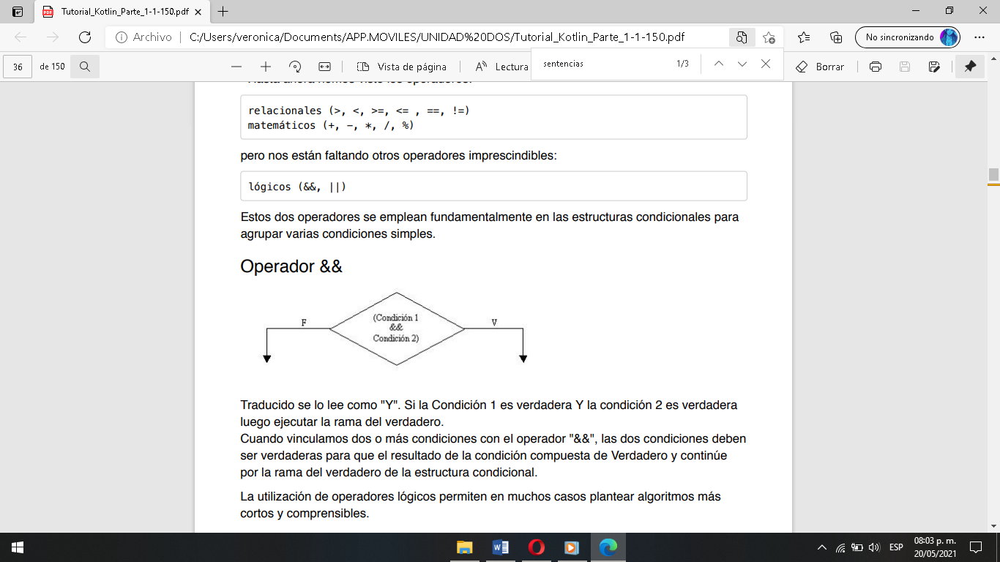 Tutorial_Kotlin_Parte_1-1-150.pdf
Archivo
C:/Users/veronica/Documents/APP.MOVILES/UNIDAD%20DOS/Tutorial_Kotlin_Parte_1-1-150.pdf
No sincronizando
36 de 150
Vista de página
Lectura
sentencias
1/3
Borrar
Hasta ahora hemos visto los operadores:
relacionales (>, <, >=, <= , ==, !=)
matemáticos (+, -, *, /, %)
pero nos están faltando otros operadores imprescindibles:
lógicos (&&, ||)
Estos dos operadores se emplean fundamentalmente en las estructuras condicionales para
agrupar varias condiciones simples.
Operador &&
F
(Condición 1
&&
Condición 2)
V
Traducido se lo lee como "Y". Si la Condición 1 es verdadera Y la condición 2 es verdadera
luego ejecutar la rama del verdadero.
Cuando vinculamos dos o más condiciones con el operador "&&", las dos condiciones deben
ser verdaderas para que el resultado de la condición compuesta de Verdadero y continúe
por la rama del verdadero de la estructura condicional.
La utilización de operadores lógicos permiten en muchos casos plantear algoritmos más
cortos y comprensibles.
ESP
08:03 p. m.
20/05/2021